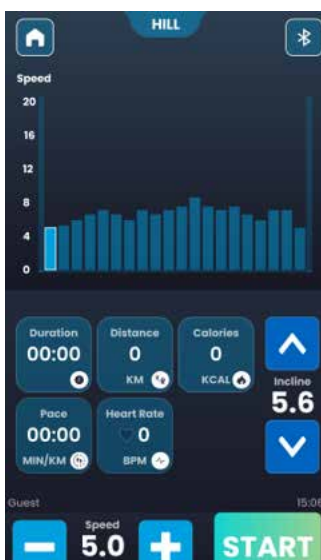 HILL
Speed
20
16
12
8
4
0
Duration
00:00
Distance
0
KM
Calories
0
KCAL
Incline
5.6
Pace
00:00
MIN/KM
Heart Rate
0
BPM
Guest
15:06
Speed
5.0
START